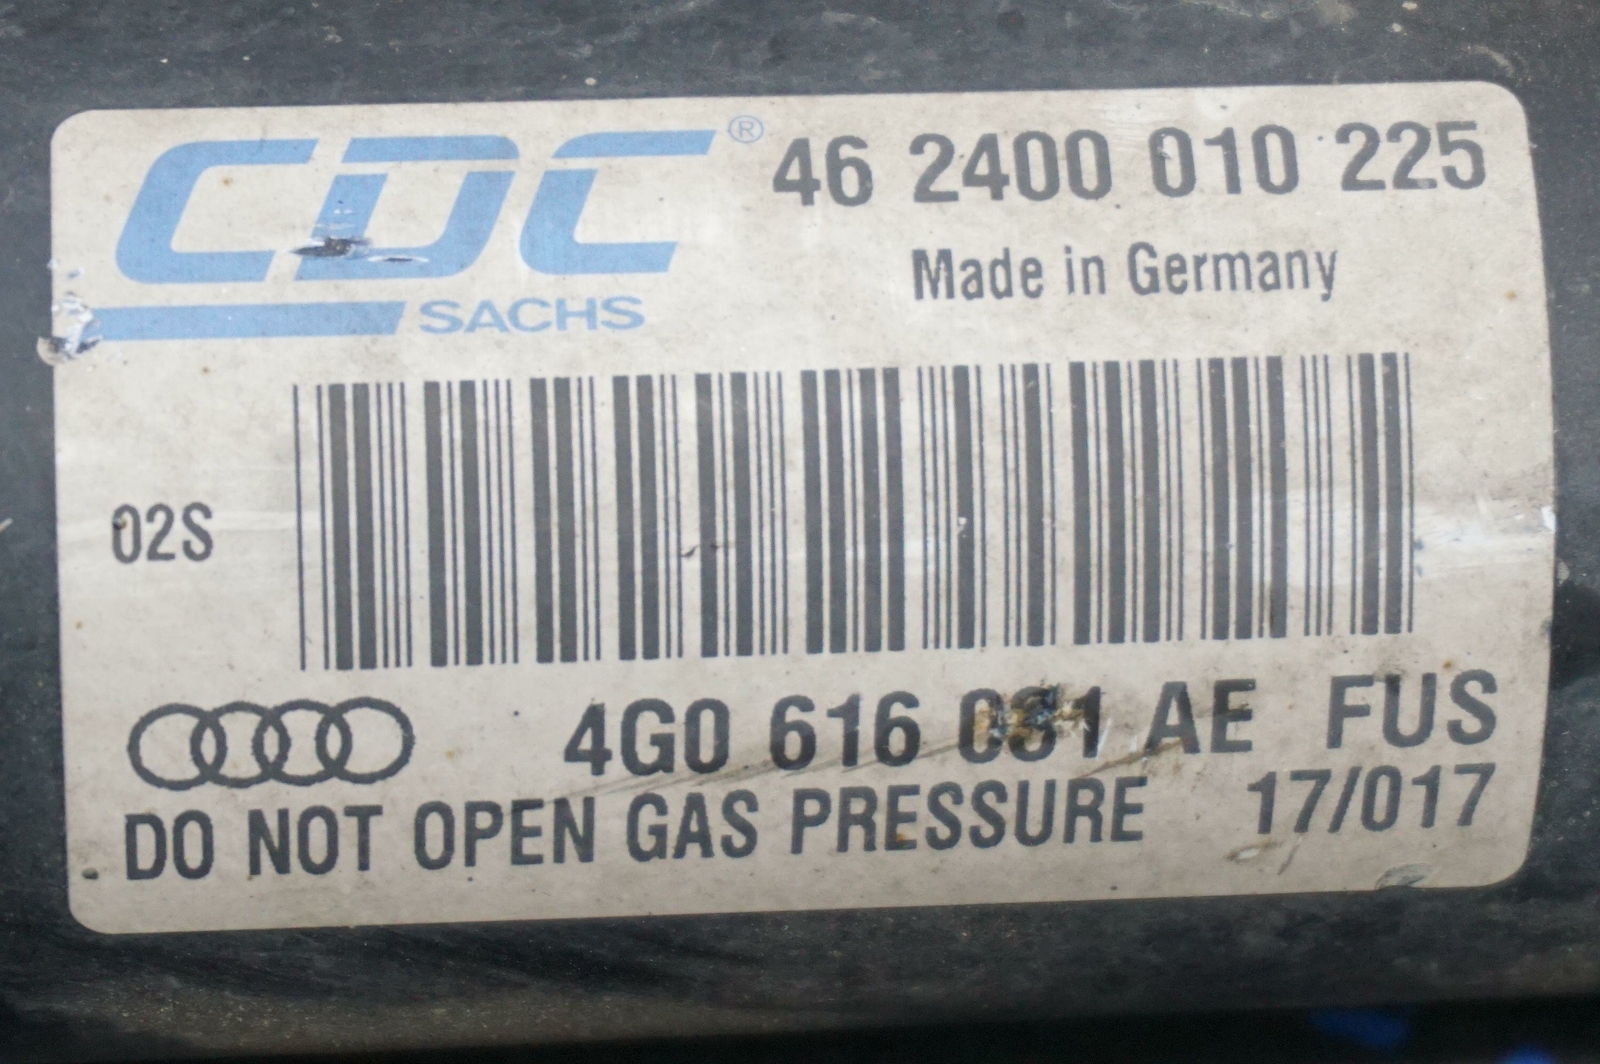 CDC® 46 2400 010 225
SACHS
Made in Germany
02S
4G0 616 031 AE FUS
DO NOT OPEN GAS PRESSURE 17/017